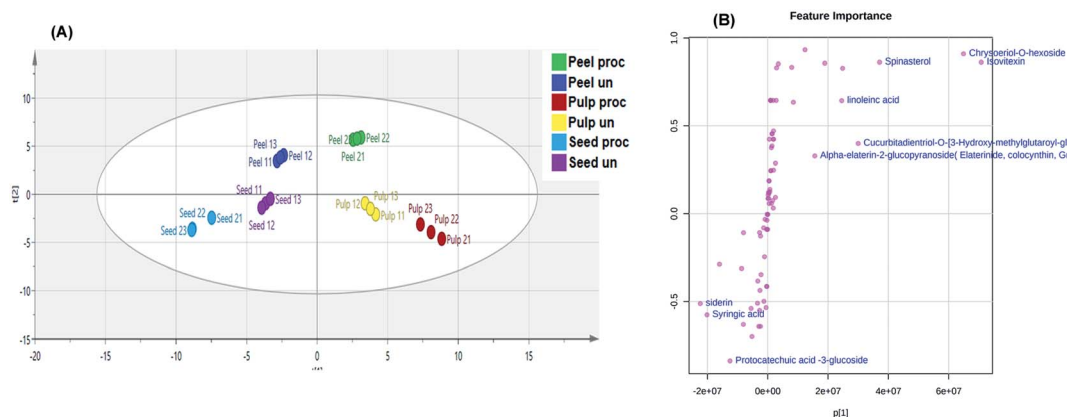 (A)
Peel proc
Peel un
Pulp proc
Pulp un
Seed proc
Seed un
t[2]
10
5
0
-5
-10
-15
Peel 13
Peel 11
Peel 12
Peel 22
Peel 21
Seed 11
Seed 13
Seed 12
Seed 22
Seed 21
Seed 23
Pulp 13
Pulp 12
Pulp 11
Pulp 23
Pulp 22
Pulp 21
-20
-15
-10
-5
0
5
10
15
(B)
Feature Importance
1.0
0.5
0.0
-0.5
Chrysoeriol-O-hexoside
Spinasterol
Isovitexin
linoleinc acid
Cucurbitadientriol-O-[3-Hydroxy-methylglutaroyl-gl
Alpha-elaterin-2-glucopyranoside( Elaterinide, colocynthin, Gr
siderin
Syringic acid
Protocatechuic acid -3-glucoside
-2e+07
0e+00
2e+07
4e+07
6e+07
p[1]